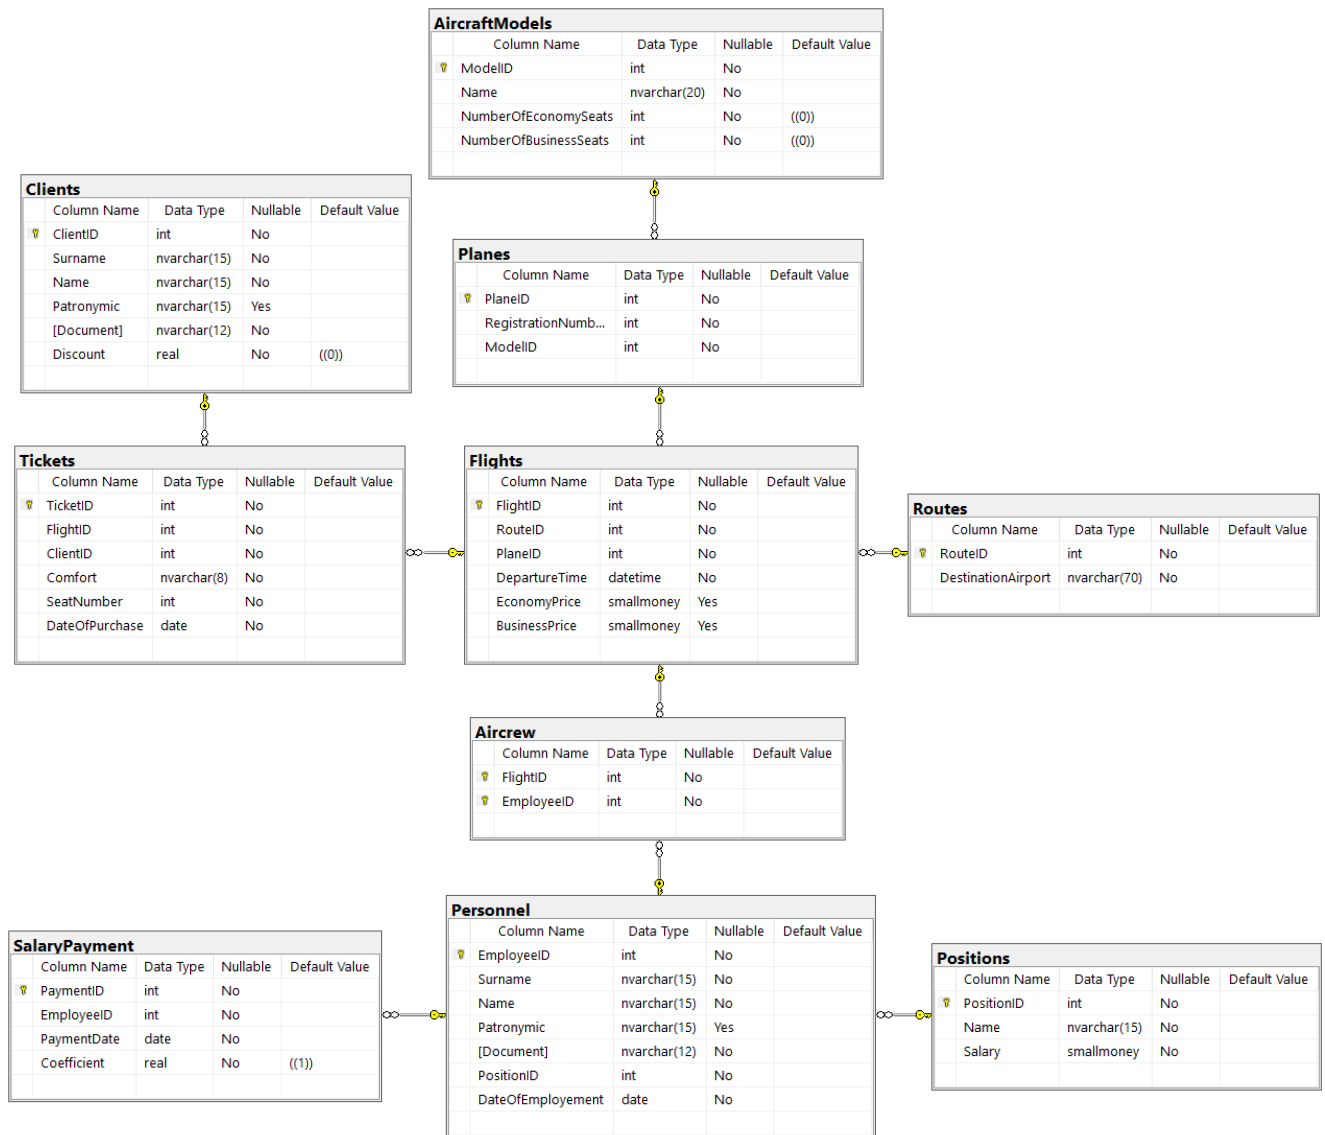 AircraftModels
Column Name Data Type Nullable Default Value
ModelID int No
Name nvarchar(20) No
NumberOfEconomySeats int No ((0))
NumberOfBusinessSeats int No ((0))
Clients
Column Name Data Type Nullable Default Value
ClientID int No
Surname nvarchar(15) No
Name nvarchar(15) No
Patronymic nvarchar(15) Yes
[Document] nvarchar(12) No
Discount real No ((0))
Planes
Column Name Data Type Nullable Default Value
PlaneID int No
RegistrationNumb... int No
ModelID int No
Tickets
Column Name Data Type Nullable Default Value
TicketID int No
FlightID int No
ClientID int No
Comfort nvarchar(8) No
SeatNumber int No
DateOfPurchase date No
Flights
Column Name Data Type Nullable Default Value
FlightID int No
RouteID int No
PlaneID int No
DepartureTime datetime No
EconomyPrice smallmoney Yes
BusinessPrice smallmoney Yes
Routes
Column Name Data Type Nullable Default Value
RouteID int No
DestinationAirport nvarchar(70) No
Aircrew
Column Name Data Type Nullable Default Value
FlightID int No
EmployeeID int No
SalaryPayment
Column Name Data Type Nullable Default Value
PaymentID int No
EmployeeID int No
PaymentDate date No
Coefficient real No ((1))
Personnel
Column Name Data Type Nullable Default Value
EmployeeID int No
Surname nvarchar(15) No
Name nvarchar(15) No
Patronymic nvarchar(15) Yes
[Document] nvarchar(12) No
PositionID int No
DateOfEmployement date No
Positions
Column Name Data Type Nullable Default Value
PositionID int No
Name nvarchar(15) No
Salary smallmoney No